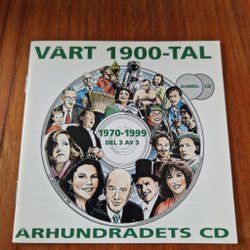 VÅRT 1900-TAL
DUBBEL- CD
1970-1999
DEL 3 AV 3
ÅRHUNDRADETS CD